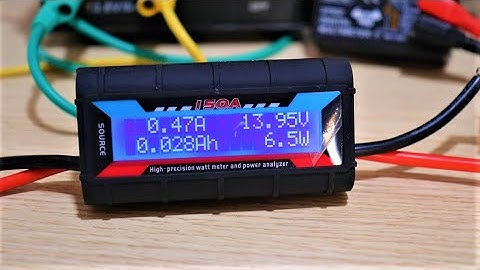 150A
SOURCE
0.47A 13.95V
0.028Ah 6.5W
High-precision watt meter and power analyzer